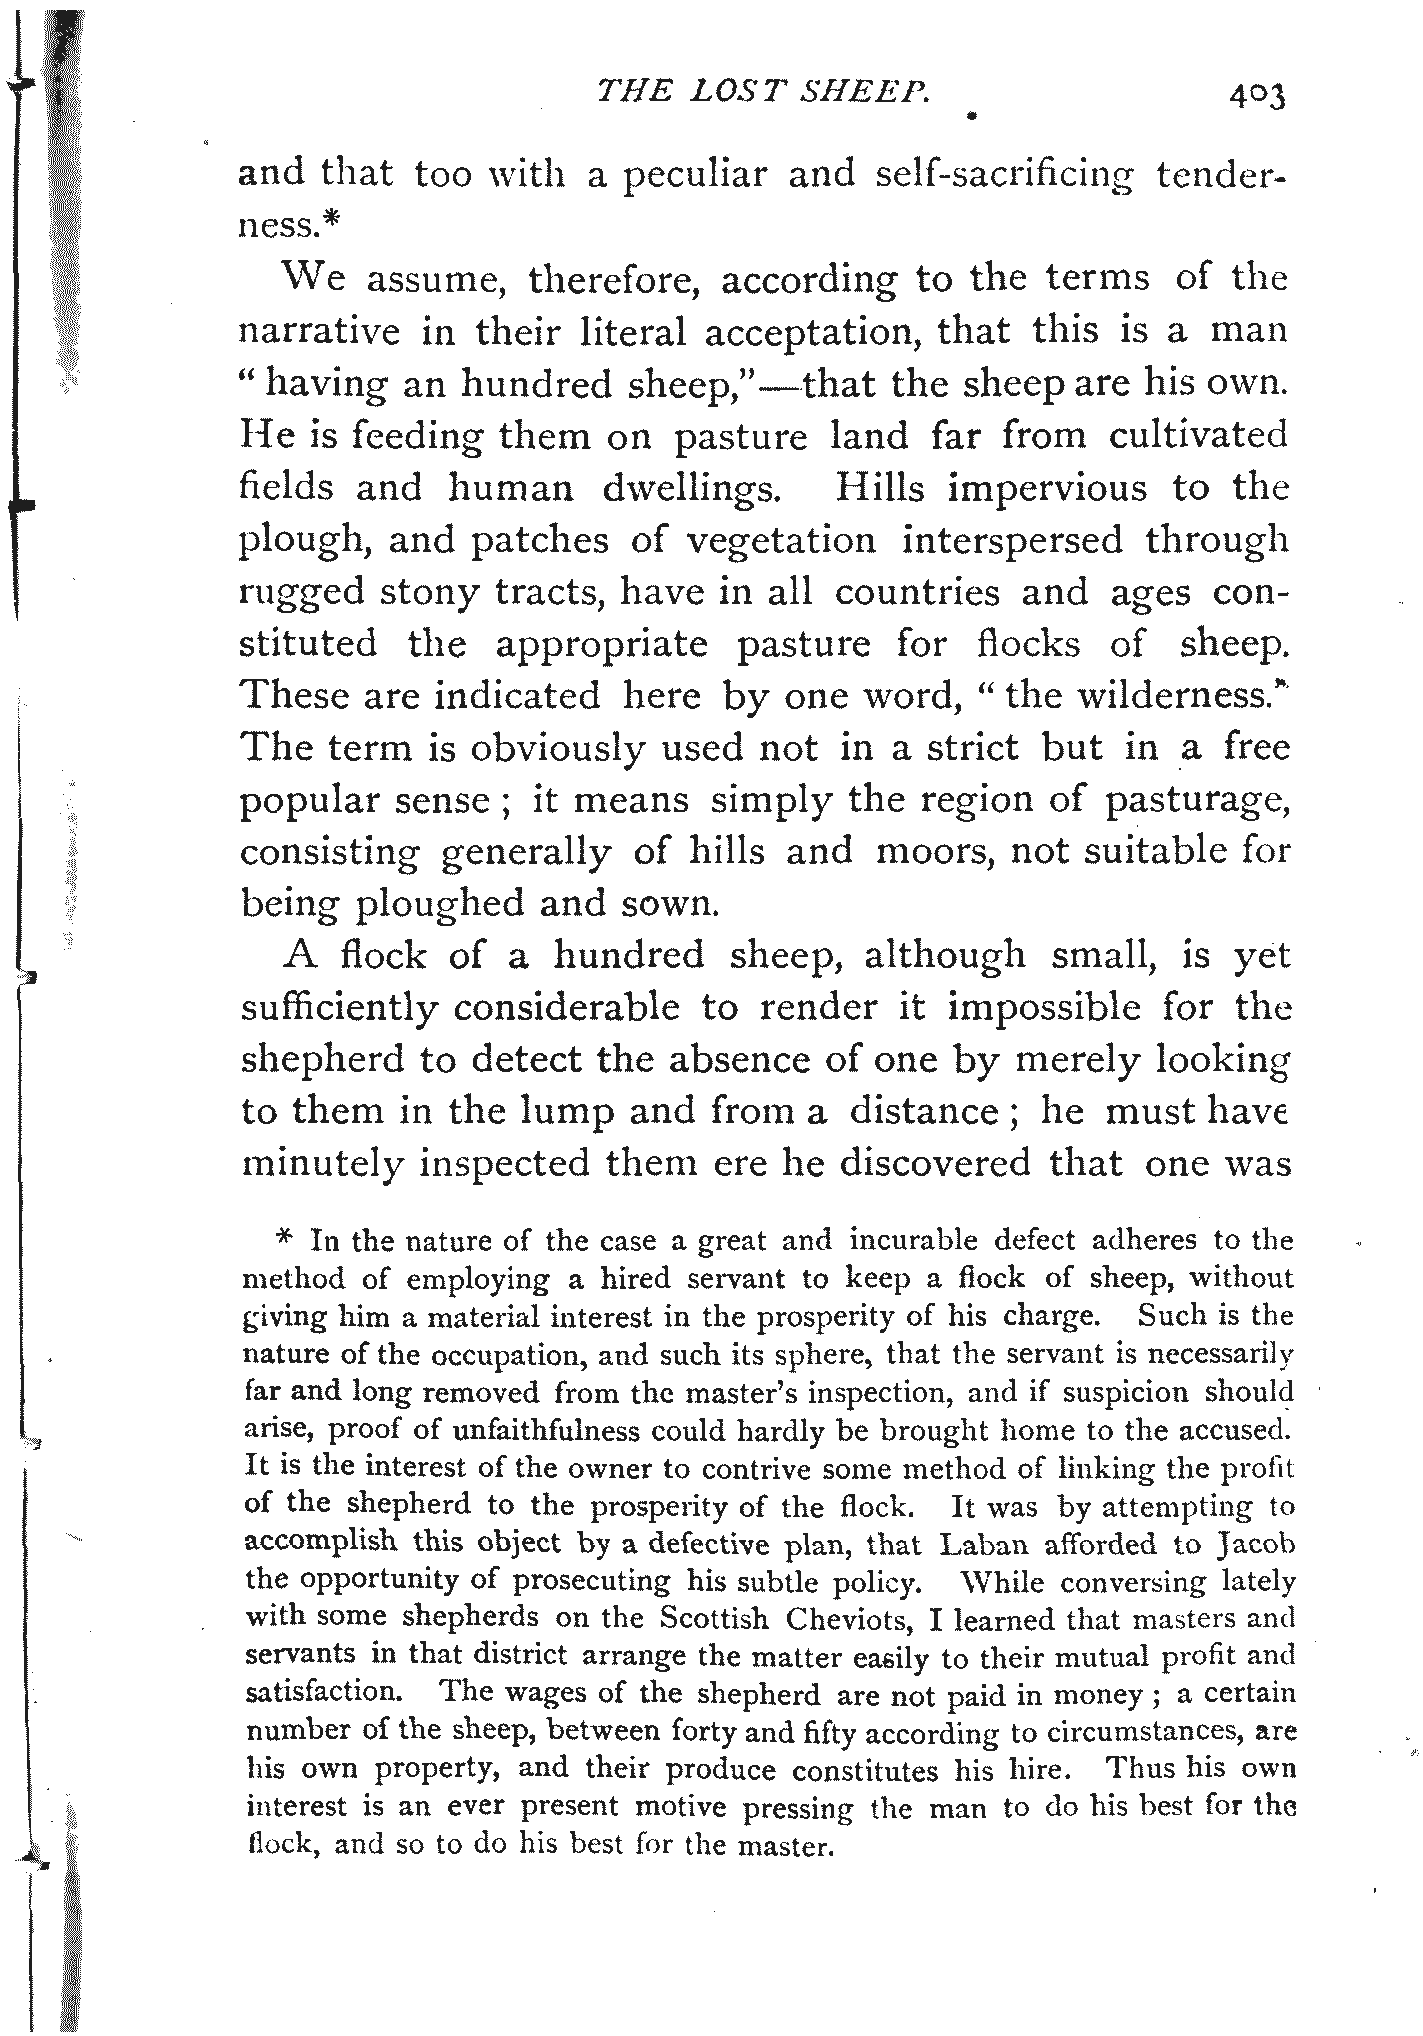 THE LOST SHEEP. 403
and that too with a peculiar and self-sacrificing tender-
ness.*
We assume, therefore, according to the terms of the
narrative in their literal acceptation, that this is a man
“ having an hundred sheep,”—that the sheep are his own.
He is feeding them on pasture land far from cultivated
fields and human dwellings. Hills impervious to the
plough, and patches of vegetation interspersed through
rugged stony tracts, have in all countries and ages con-
stituted the appropriate pasture for flocks of sheep.
These are indicated here by one word, “ the wilderness.”
The term is obviously used not in a strict but in a free
popular sense ; it means simply the region of pasturage,
consisting generally of hills and moors, not suitable for
being ploughed and sown.
A flock of a hundred sheep, although small, is yet
sufficiently considerable to render it impossible for the
shepherd to detect the absence of one by merely looking
to them in the lump and from a distance ; he must have
minutely inspected them ere he discovered that one was
* In the nature of the case a great and incurable defect adheres to the
method of employing a hired servant to keep a flock of sheep, without
giving him a material interest in the prosperity of his charge. Such is the
nature of the occupation, and such its sphere, that the servant is necessarily
far and long removed from the master’s inspection, and if suspicion should
arise, proof of unfaithfulness could hardly be brought home to the accused.
It is the interest of the owner to contrive some method of linking the profit
of the shepherd to the prosperity of the flock. It was by attempting to
accomplish this object by a defective plan, that Laban afforded to Jacob
the opportunity of prosecuting his subtle policy. While conversing lately
with some shepherds on the Scottish Cheviots, I learned that masters and
servants in that district arrange the matter easily to their mutual profit and
satisfaction. The wages of the shepherd are not paid in money ; a certain
number of the sheep, between forty and fifty according to circumstances, are
his own property, and their produce constitutes his hire. Thus his own
interest is an ever present motive pressing the man to do his best for the
flock, and so to do his best for the master.